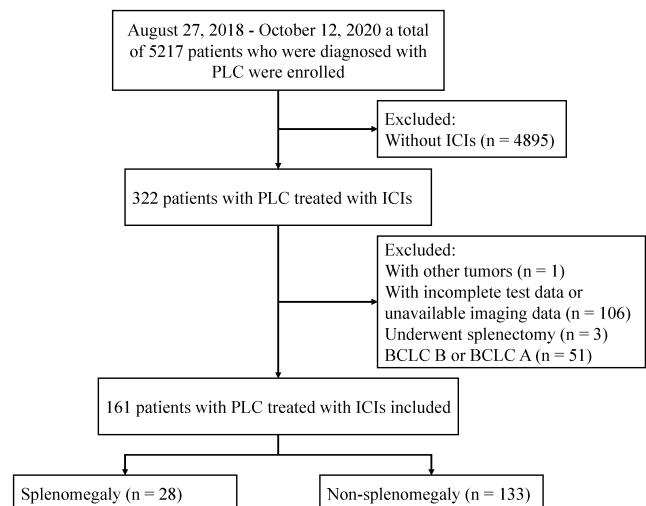 August 27, 2018 - October 12, 2020 a total
of 5217 patients who were diagnosed with
PLC were enrolled
Excluded:
Without ICIs (n = 4895)
322 patients with PLC treated with ICIs
Excluded:
With other tumors (n = 1)
With incomplete test data or
unavailable imaging data (n = 106)
Underwent splenectomy (n = 3)
BCLC B or BCLC A (n = 51)
161 patients with PLC treated with ICIs included
Splenomegaly (n = 28)
Non-splenomegaly (n = 133)